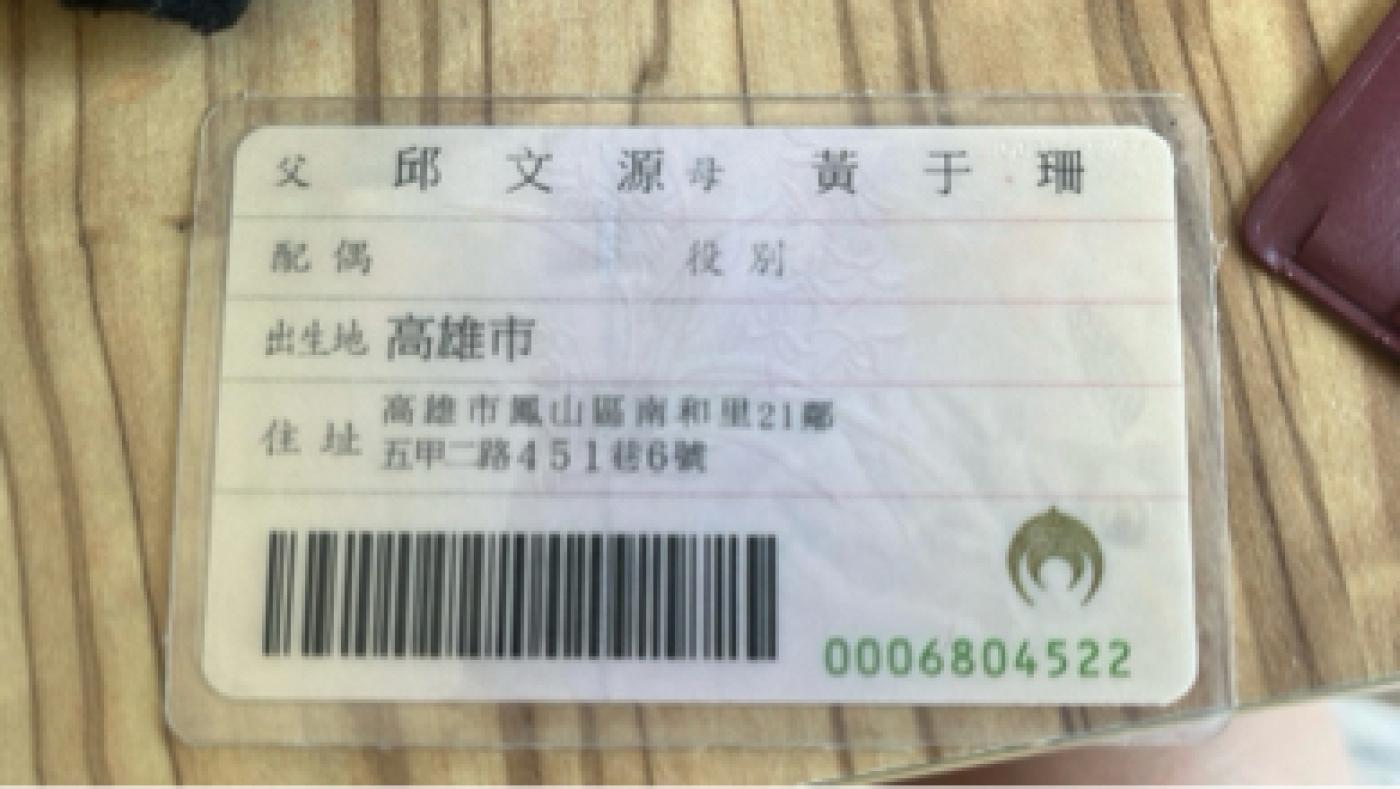 父 邱文源 母 黃于珊
配偶 役別
出生地 高雄市
住址 高雄市鳳山區南和里21鄰
五甲二路451巷6號
0006804522